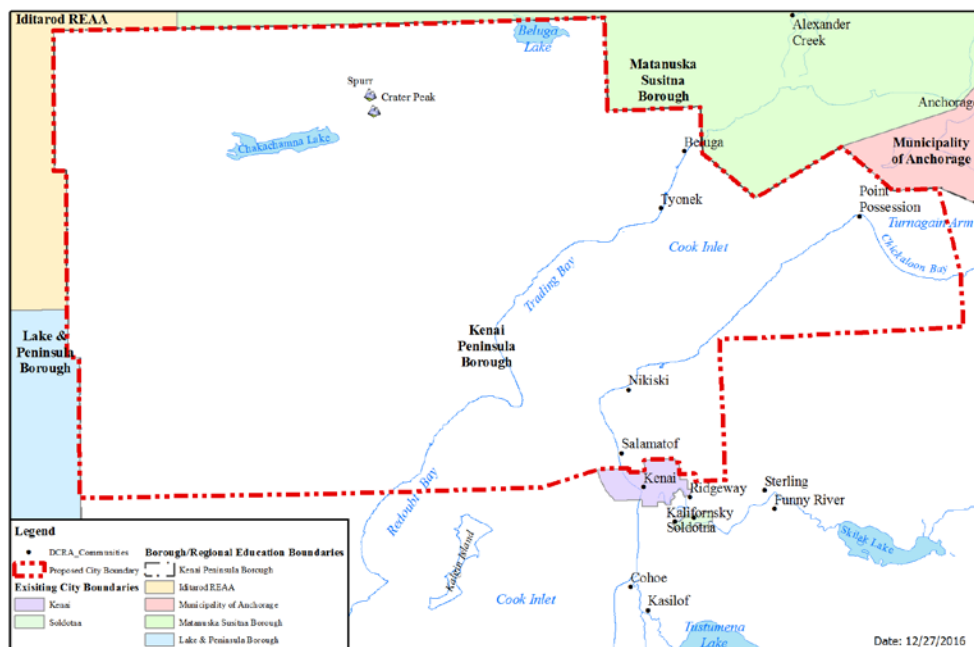 Iditarod REAA
Beluga
Lake
Alexander
Creek
Matanuska
Susitna
Borough
Spurr
Crater Peak
Anchorage
Chakachamna Lake
Municipality
of Anchorage
Beluga
Tyonek
Point
Possession
Turnagain Arm
Cook Inlet
Chickaloon Bay
Trading Bay
Lake &
Peninsula
Borough
Kenai
Peninsula
Borough
Nikiski
Salamatof
Kenai
Ridgeway
Sterling
Funny River
Kalifornsky
Soldotna
Redoubt Bay
Skilak Lake
Kalgin Island
Cohoe
Cook Inlet
Kasilof
Tustumena
Lake
Legend
DCRA_Communities
Proposed City Boundary
Exisiting City Boundaries
Kenai
Soldotna
Borough/Regional Education Boundaries
Kenai Peninsula Borough
Iditarod REAA
Municipality of Anchorage
Matanuska Susitna Borough
Lake & Peninsula Borough
Date: 12/27/2016